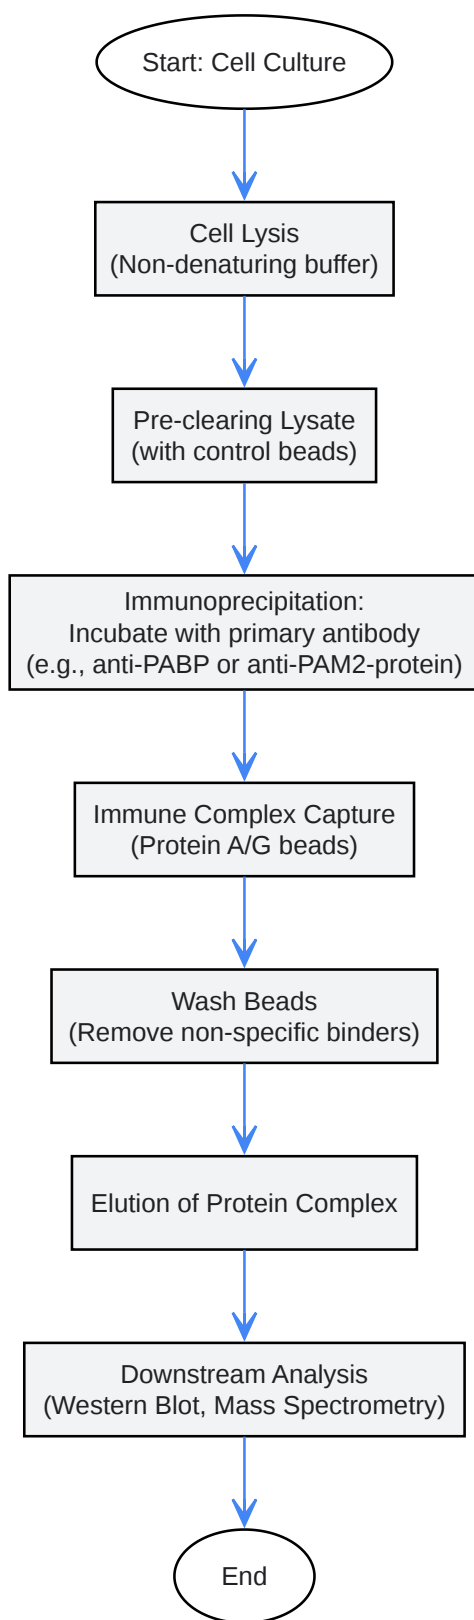 Start: Cell Culture
Cell Lysis
(Non-denaturing buffer)
Pre-clearing Lysate
(with control beads)
Immunoprecipitation:
Incubate with primary antibody
(e.g., anti-PABP or anti-PAM2-protein)
Immune Complex Capture
(Protein A/G beads)
Wash Beads
(Remove non-specific binders)
Elution of Protein Complex
Downstream Analysis
(Western Blot, Mass Spectrometry)
End